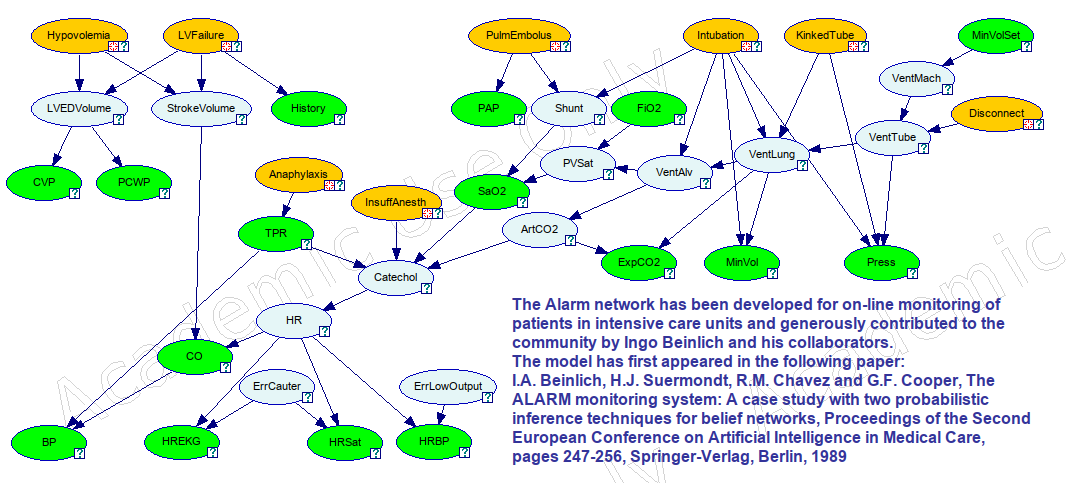 Hypovolemia
LVFailure
PulmEmbolus
Intubation
KinkedTube
MinVolSet
VentMach
LVEDVolume
StrokeVolume
History
PAP
Shunt
FiO2
Disconnect
VentTube
PVSat
VentLung
VentAlv
CVP
PCWP
Anaphylaxis
SaO2
InsuffAnesth
TPR
ArtCO2
ExpCO2
MinVol
Press
Catechol
HR
CO
ErrCauter
ErrLowOutput
BP
HREKG
HRSat
HRBP
The Alarm network has been developed for on-line monitoring of
patients in intensive care units and generously contributed to the
community by Ingo Beinlich and his collaborators.
The model has first appeared in the following paper:
I.A. Beinlich, H.J. Suermondt, R.M. Chavez and G.F. Cooper, The
ALARM monitoring system: A case study with two probabilistic
inference techniques for belief networks, Proceedings of the Second
European Conference on Artificial Intelligence in Medical Care,
pages 247-256, Springer-Verlag, Berlin, 1989
Academic Use Only
Academic